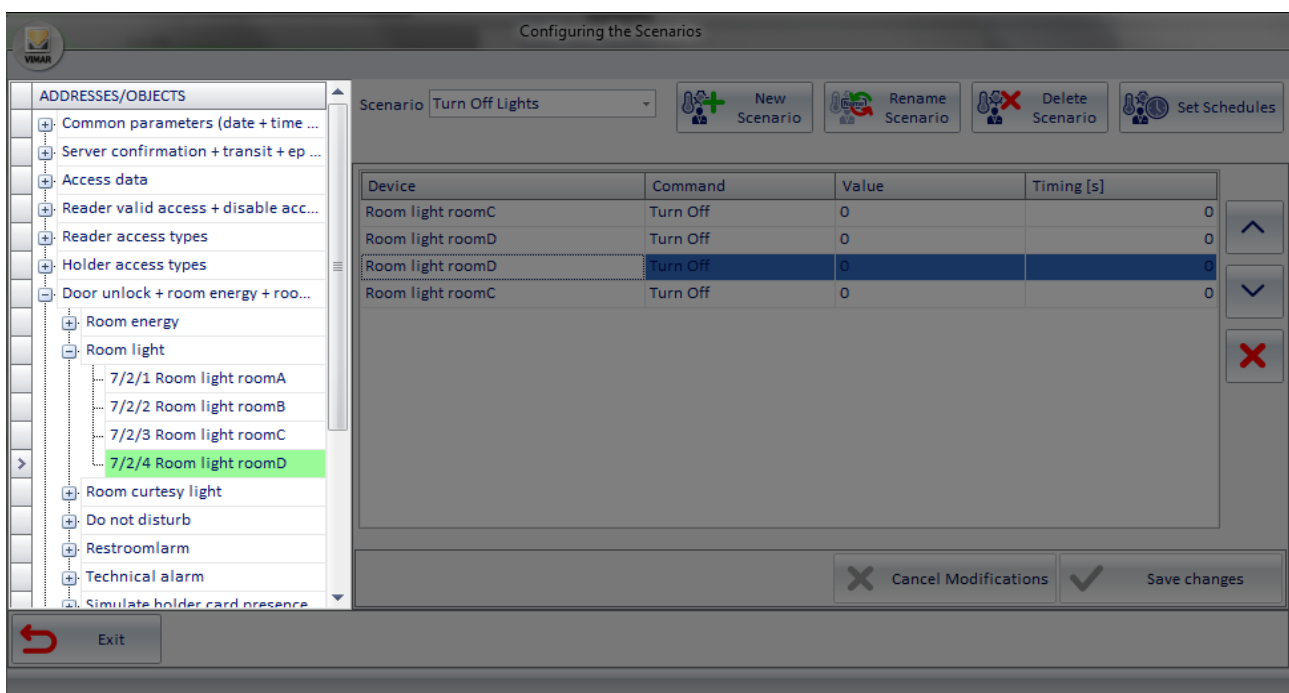 Configuring the Scenarios
VIMAR
ADDRESSES/OBJECTS
Common parameters (date + time ...
Server confirmation + transit + ep ...
Access data
Reader valid access + disable acc...
Reader access types
Holder access types
Door unlock + room energy + roo...
Room energy
Room light
7/2/1 Room light roomA
7/2/2 Room light roomB
7/2/3 Room light roomC
7/2/4 Room light roomD
Room curtesy light
Do not disturb
Restroomlarm
Technical alarm
Simulate holder card presence
Scenario Turn Off Lights
New
Scenario
Rename
Scenario
Delete
Scenario
Set Schedules
Device Command Value Timing [s]
Room light roomC Turn Off 0 0
Room light roomD Turn Off 0 0
Room light roomD Turn Off 0 0
Room light roomC Turn Off 0 0
Cancel Modifications
Save changes
Exit